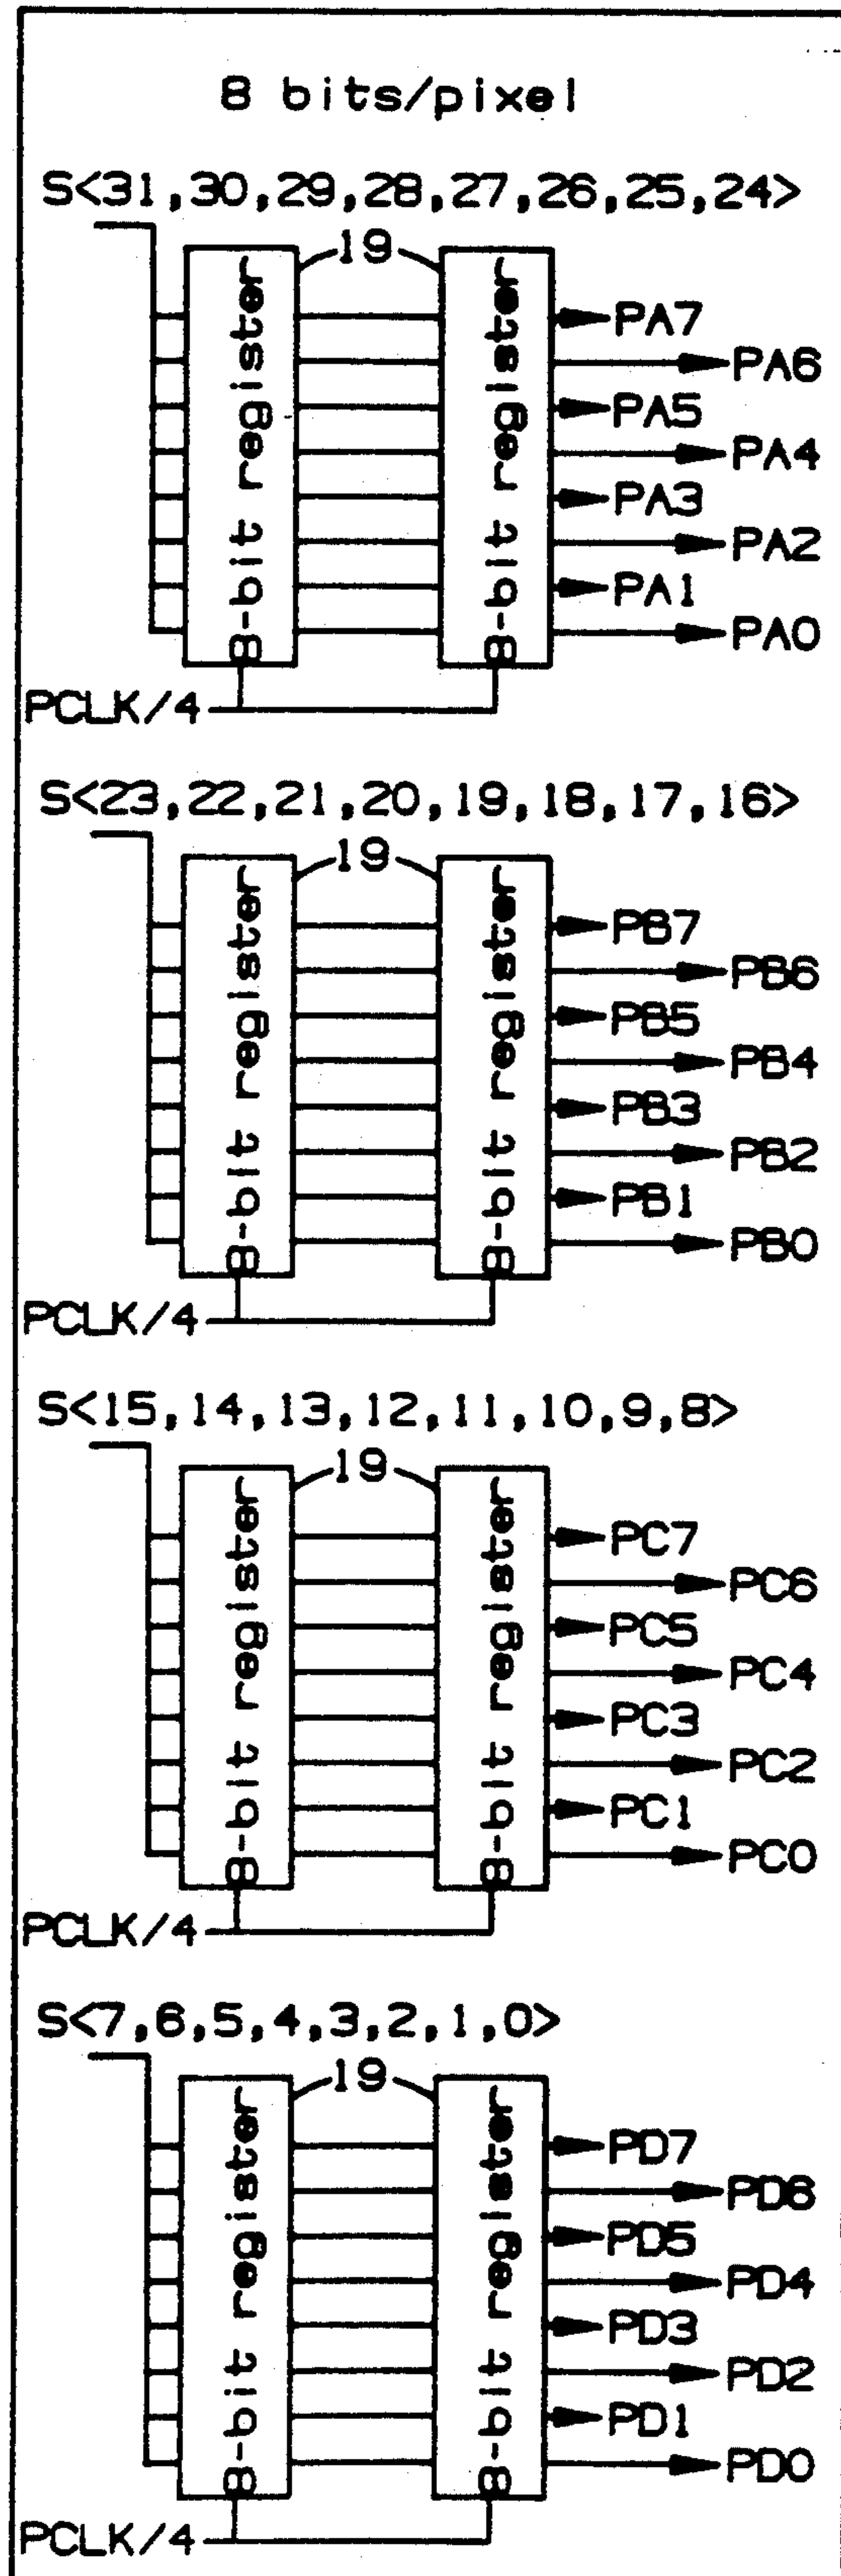 8 bits/pixel
S<31,30,29,28,27,26,25,24>
19
8-bit register
8-bit register
PA7
PA6
PA5
PA4
PA3
PA2
PA1
PA0
PCLK/4
S<23,22,21,20,19,18,17,16>
19
8-bit register
8-bit register
PB7
PB6
PB5
PB4
PB3
PB2
PB1
PB0
PCLK/4
S<15,14,13,12,11,10,9,8>
19
8-bit register
8-bit register
PC7
PC6
PC5
PC4
PC3
PC2
PC1
PC0
PCLK/4
S<7,6,5,4,3,2,1,0>
19
8-bit register
8-bit register
PD7
PD6
PD5
PD4
PD3
PD2
PD1
PD0
PCLK/4